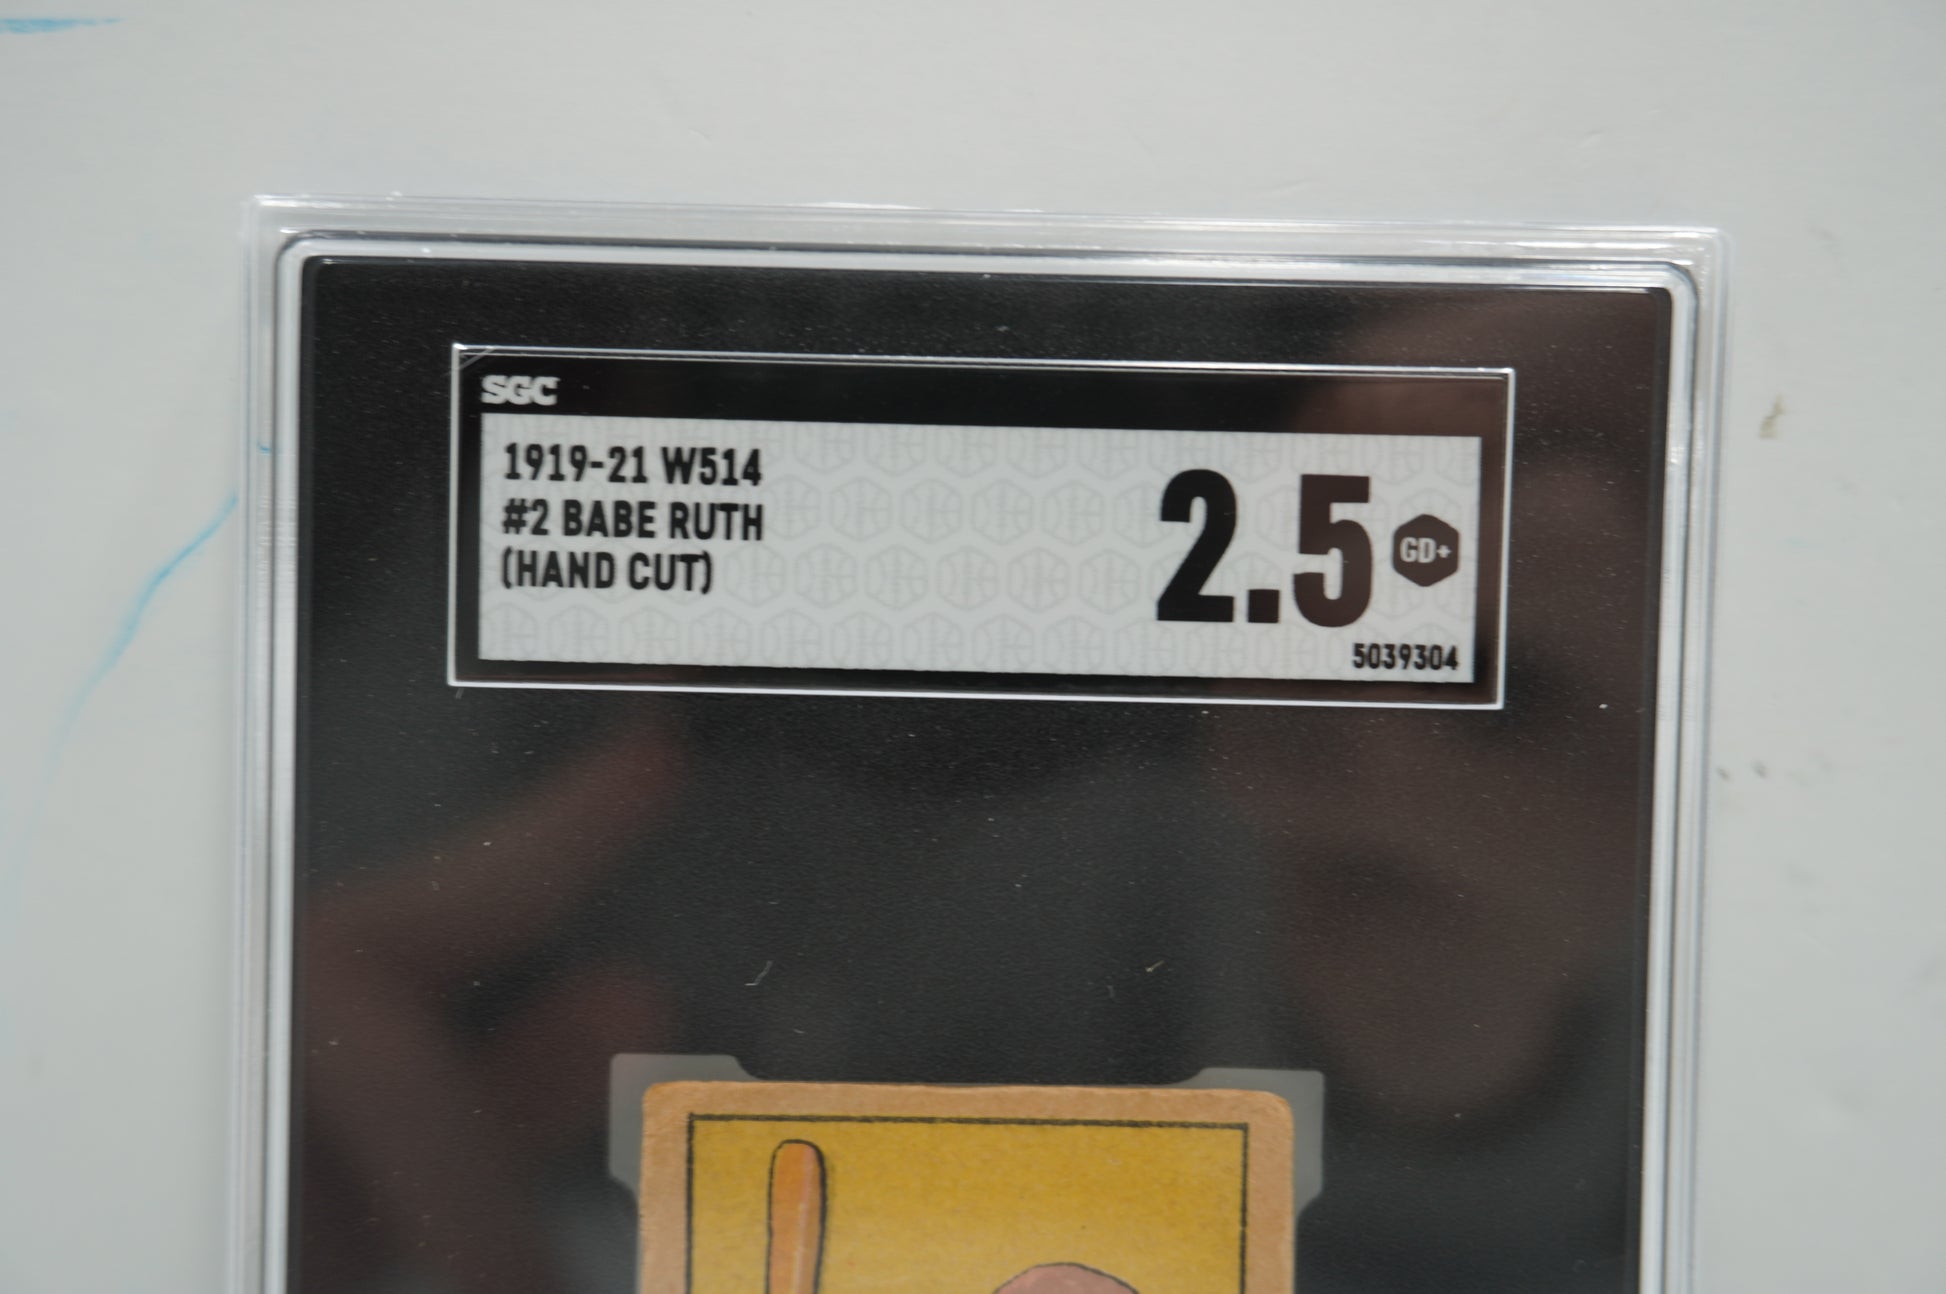 SGC
1919-21 W514
#2 BABE RUTH
(HAND CUT)
2.5
GD+
5039304